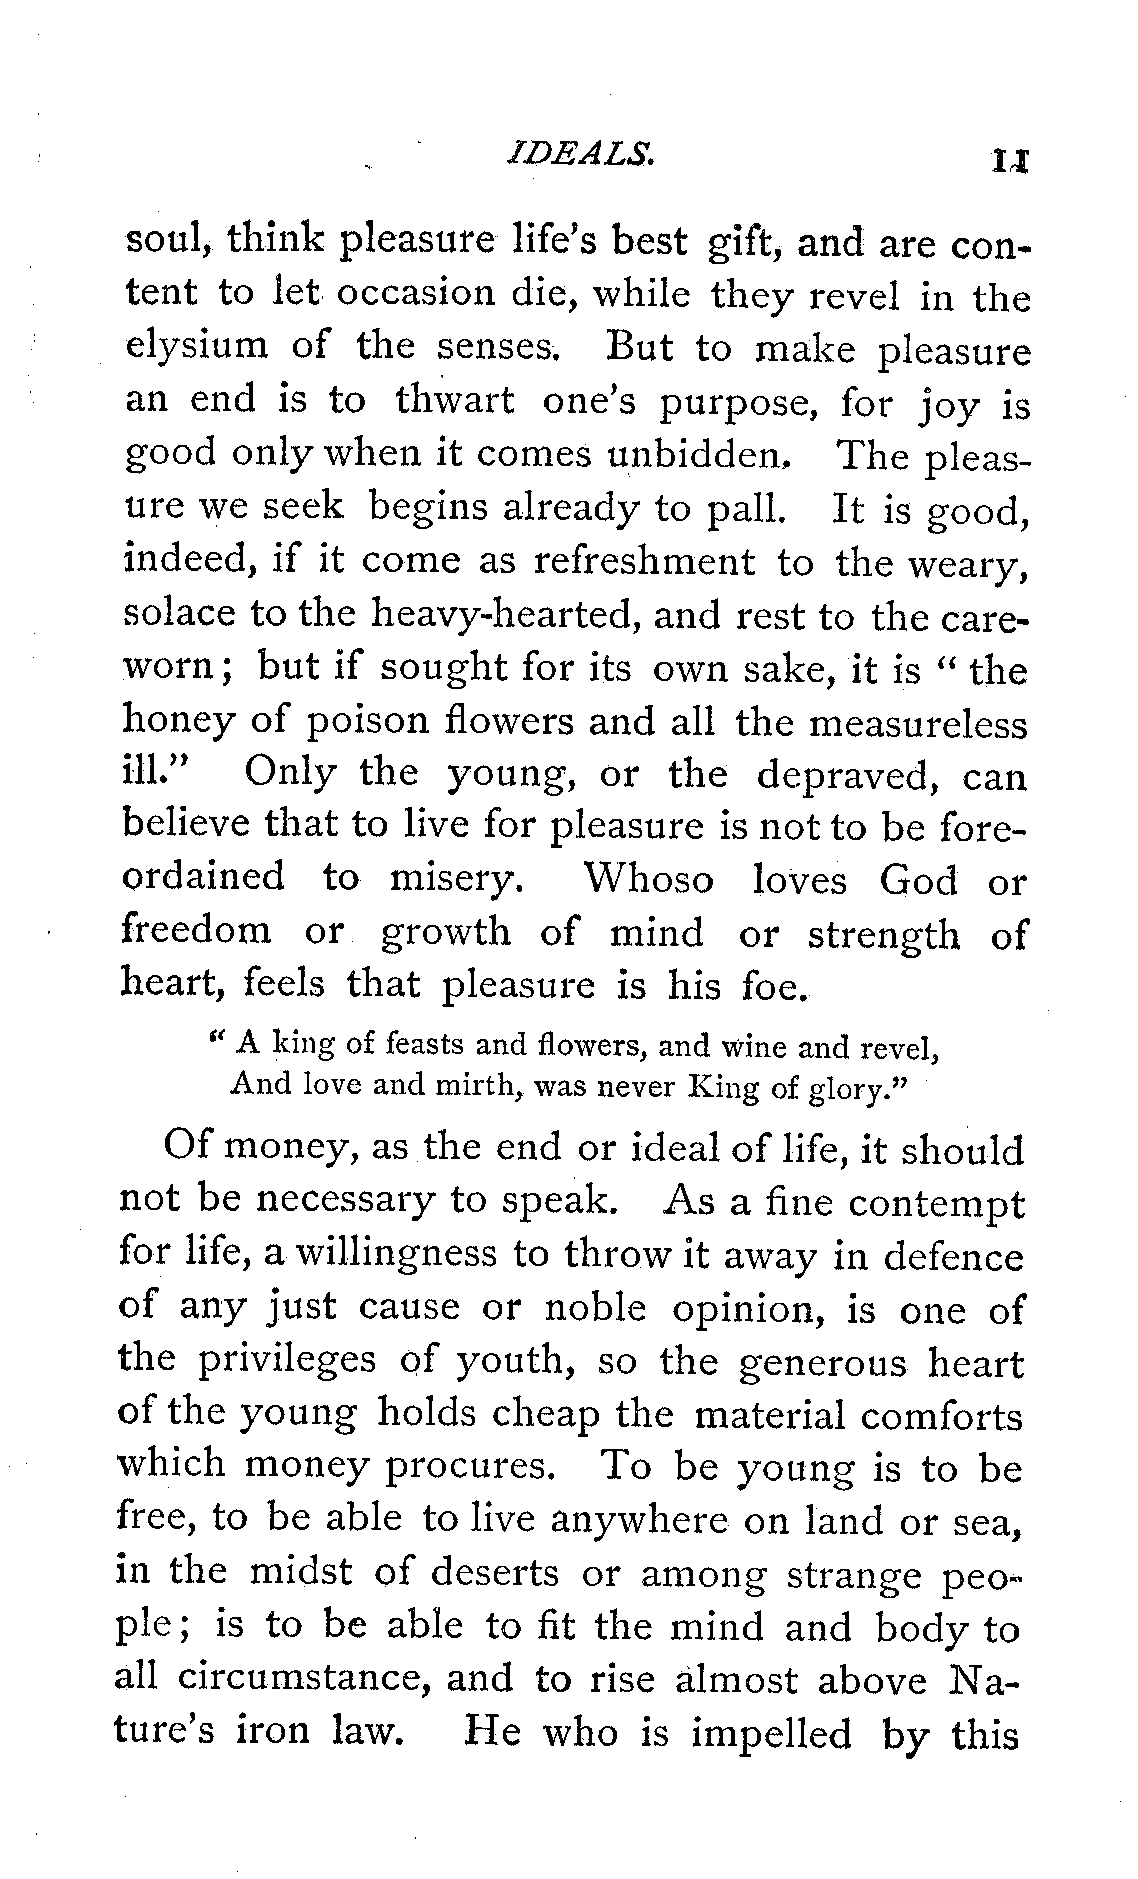 IDEALS. 11
soul, think pleasure life's best gift, and are con-
tent to let occasion die, while they revel in the
elysium of the senses. But to make pleasure
an end is to thwart one's purpose, for joy is
good only when it comes unbidden. The pleas-
ure we seek begins already to pall. It is good,
indeed, if it come as refreshment to the weary,
solace to the heavy-hearted, and rest to the care-
worn; but if sought for its own sake, it is "the
honey of poison flowers and all the measureless
ill." Only the young, or the depraved, can
believe that to live for pleasure is not to be fore-
ordained to misery. Whoso loves God or
freedom or growth of mind or strength of
heart, feels that pleasure is his foe.
"A king of feasts and flowers, and wine and revel,
And love and mirth, was never King of glory."
Of money, as the end or ideal of life, it should
not be necessary to speak. As a fine contempt
for life, a willingness to throw it away in defence
of any just cause or noble opinion, is one of
the privileges of youth, so the generous heart
of the young holds cheap the material comforts
which money procures. To be young is to be
free, to be able to live anywhere on land or sea,
in the midst of deserts or among strange peo-
ple; is to be able to fit the mind and body to
all circumstance, and to rise almost above Na-
ture's iron law. He who is impelled by this